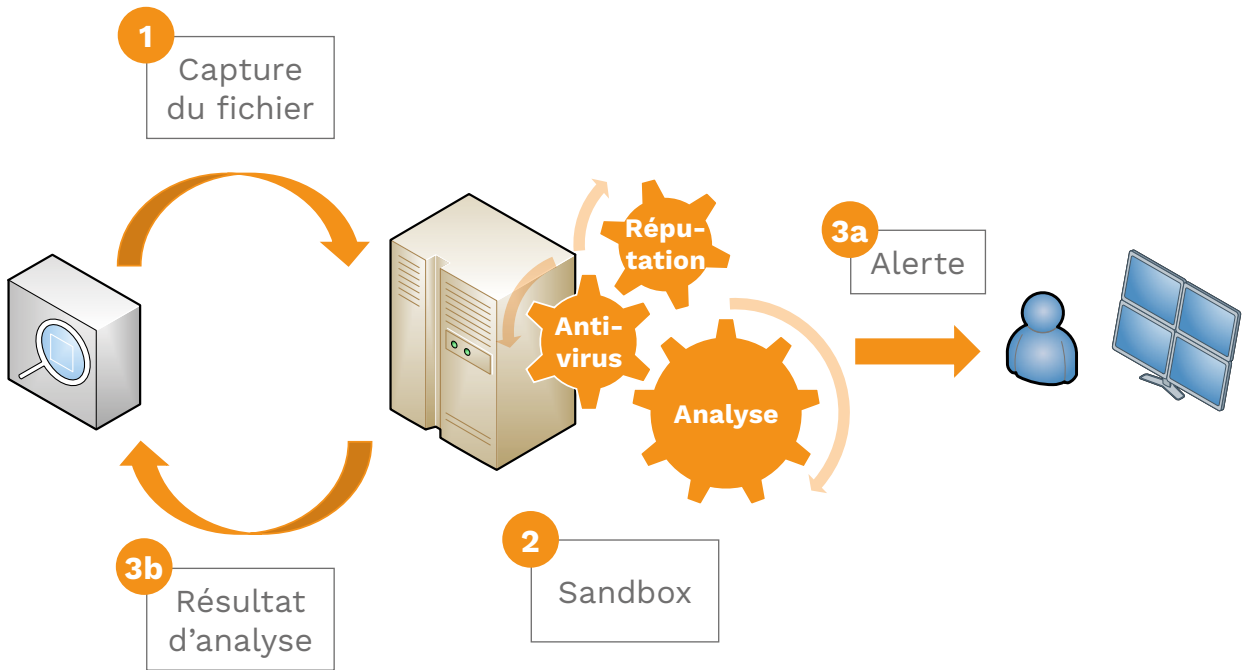 1
Capture
du fichier
Répu-
tation
3a
Alerte
Anti-
virus
Analyse
2
Sandbox
3b
Résultat
d’analyse